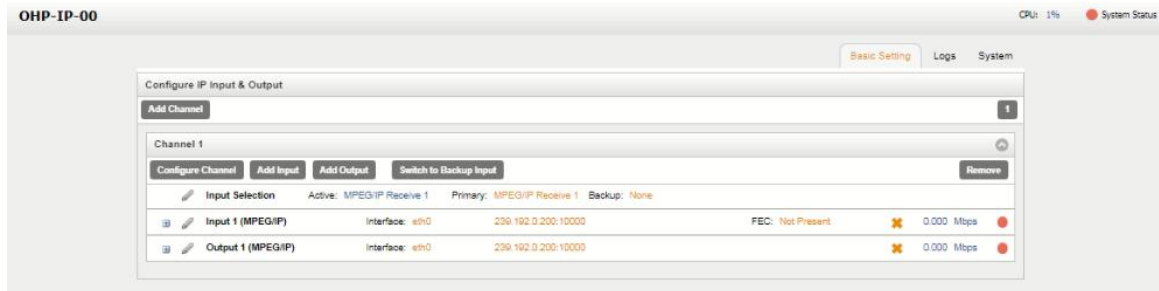 OHP-IP-00 CPU: 1% System Status
Basic Setting Logs System
Configure IP Input & Output
Add Channel 1
Channel 1
Configure Channel Add Input Add Output Switch to Backup Input Remove
Input Selection Active: MPEG/IP Receive 1 Primary: MPEG/IP Receive 1 Backup: None
Input 1 (MPEG/IP) Interface: eth0 239.192.0.200:10000 FEC: Not Present 0.000 Mbps
Output 1 (MPEG/IP) Interface: eth0 239.192.0.200:10000 0.000 Mbps